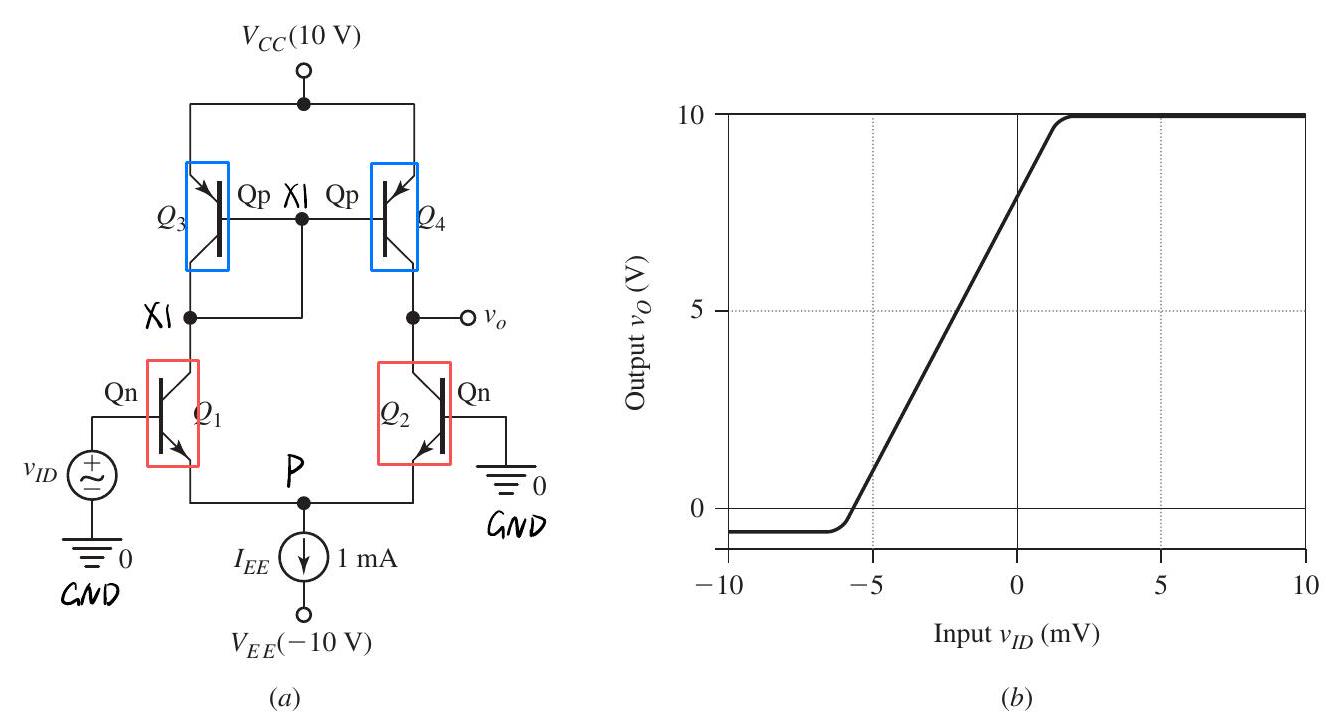 V_CC (10 V)
Qp X1 Qp
Q_3 Q_4
X1 v_o
Qn Qn
Q_1 Q_2
v_ID + −
P
0 GND
0 GND
I_EE 1 mA
V_EE (−10 V)
(a)
Output v_O (V)
10
5
0
−10 −5 0 5 10
Input v_ID (mV)
(b)